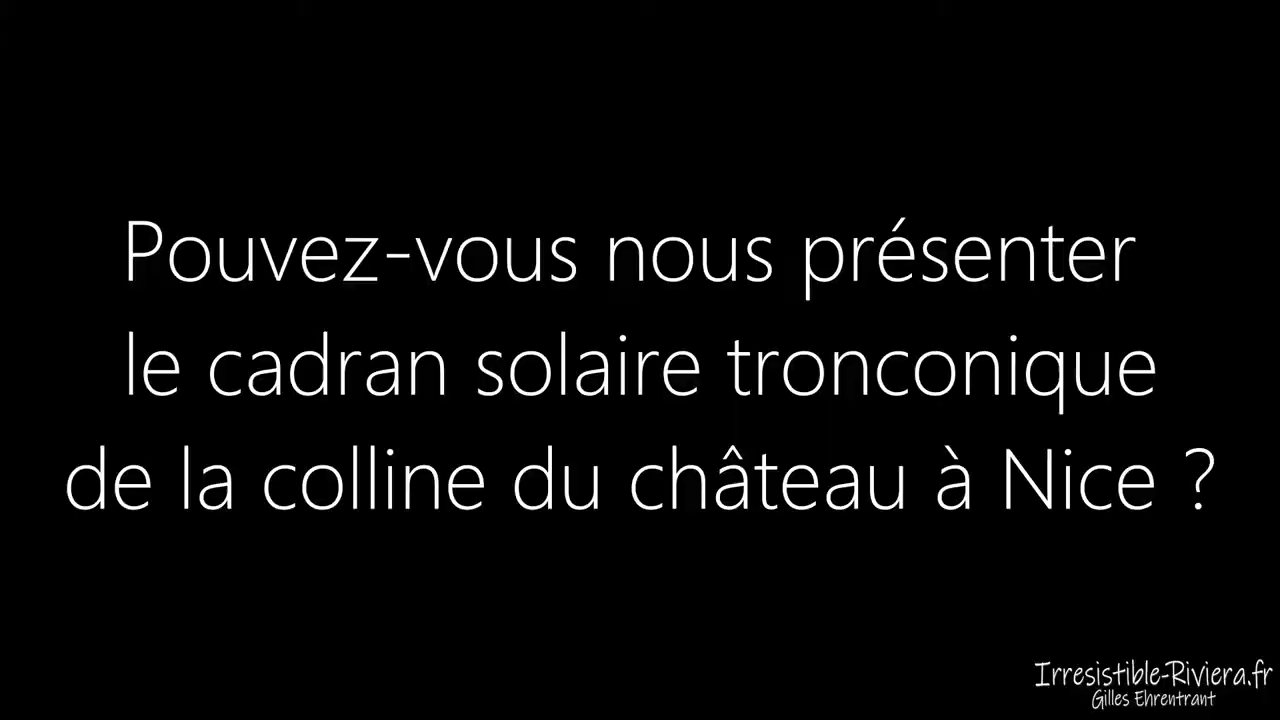 Pouvez-vous nous présenter
le cadran solaire tronconique
de la colline du château à Nice ?
Irresistible-Riviera.fr
Gilles Ehrentrant